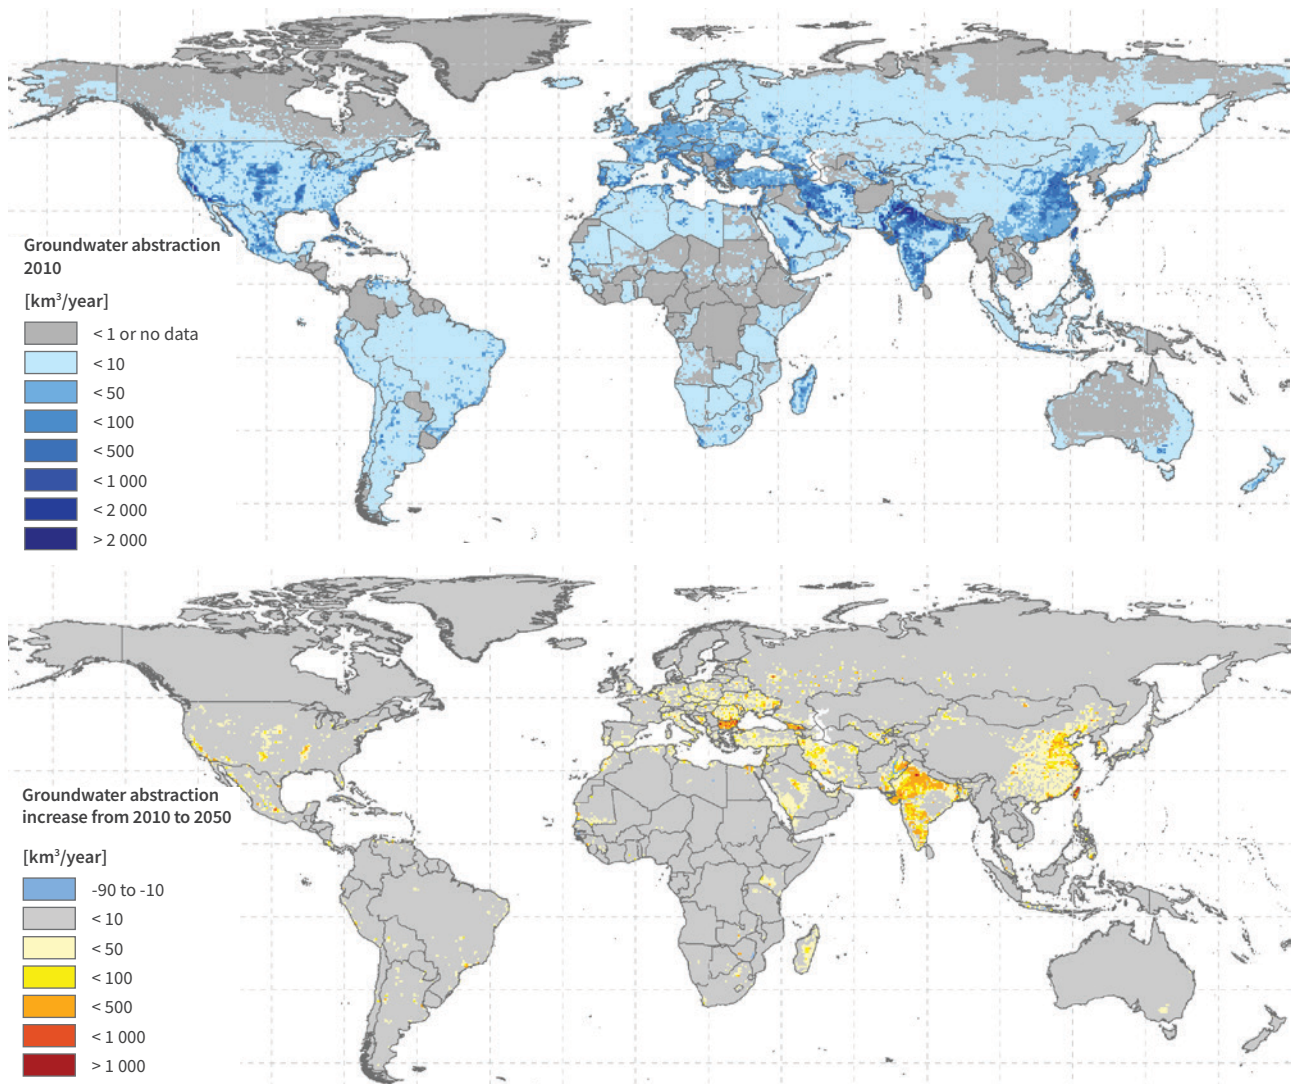 Groundwater abstraction
2010
[km³/year]
< 1 or no data
< 10
< 50
< 100
< 500
< 1 000
< 2 000
> 2 000
Groundwater abstraction
increase from 2010 to 2050
[km³/year]
-90 to -10
< 10
< 50
< 100
< 500
< 1 000
> 1 000